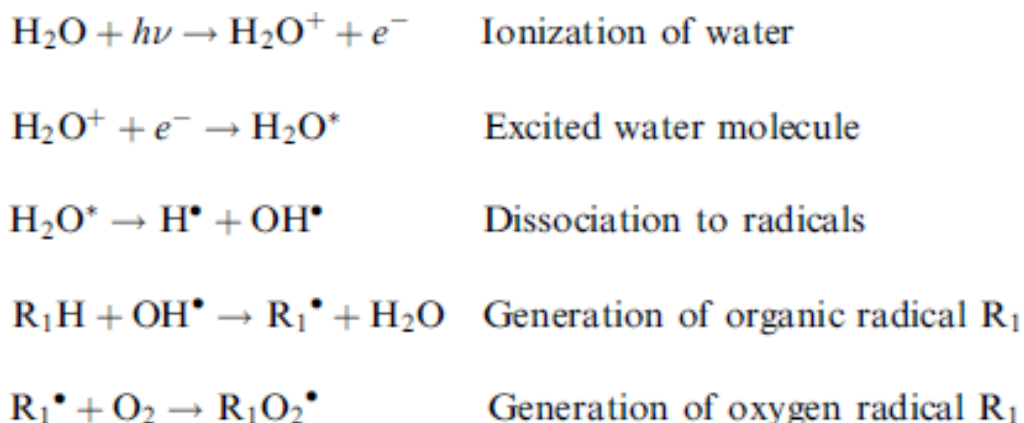 H₂O + hν → H₂O⁺ + e⁻ Ionization of water
H₂O⁺ + e⁻ → H₂O* Excited water molecule
H₂O* → H• + OH• Dissociation to radicals
R₁H + OH• → R₁• + H₂O Generation of organic radical R₁
R₁• + O₂ → R₁O₂• Generation of oxygen radical R₁